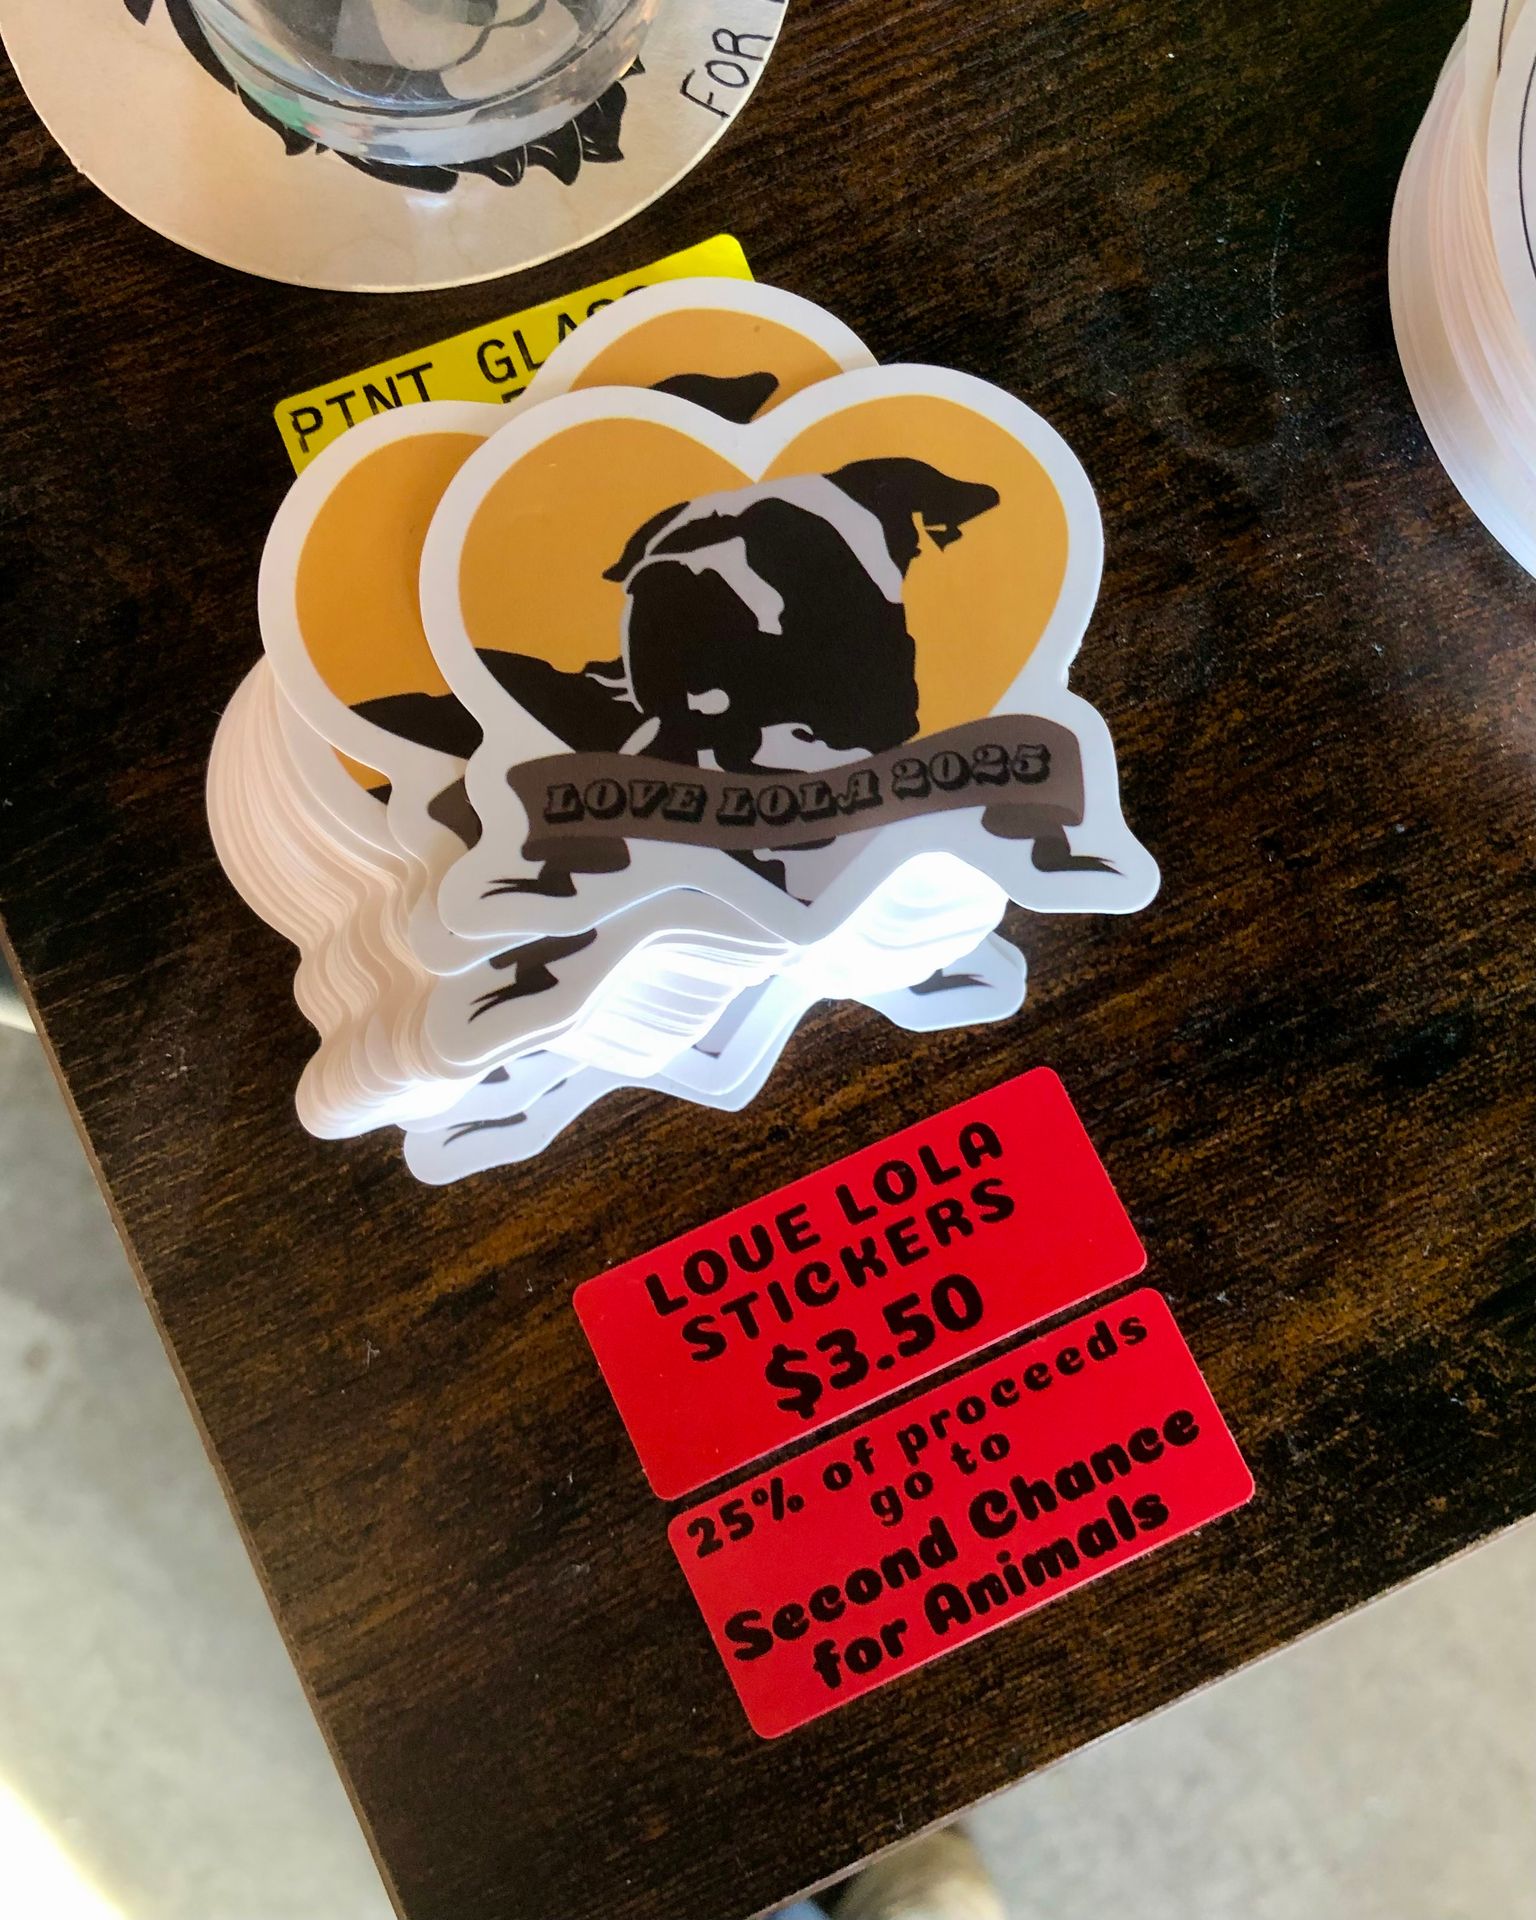 FOR
PINT
LOVE LOLA 2025
LOVE LOLA
STICKERS
$3.50
25% of proceeds
go to
Second Chance
for Animals